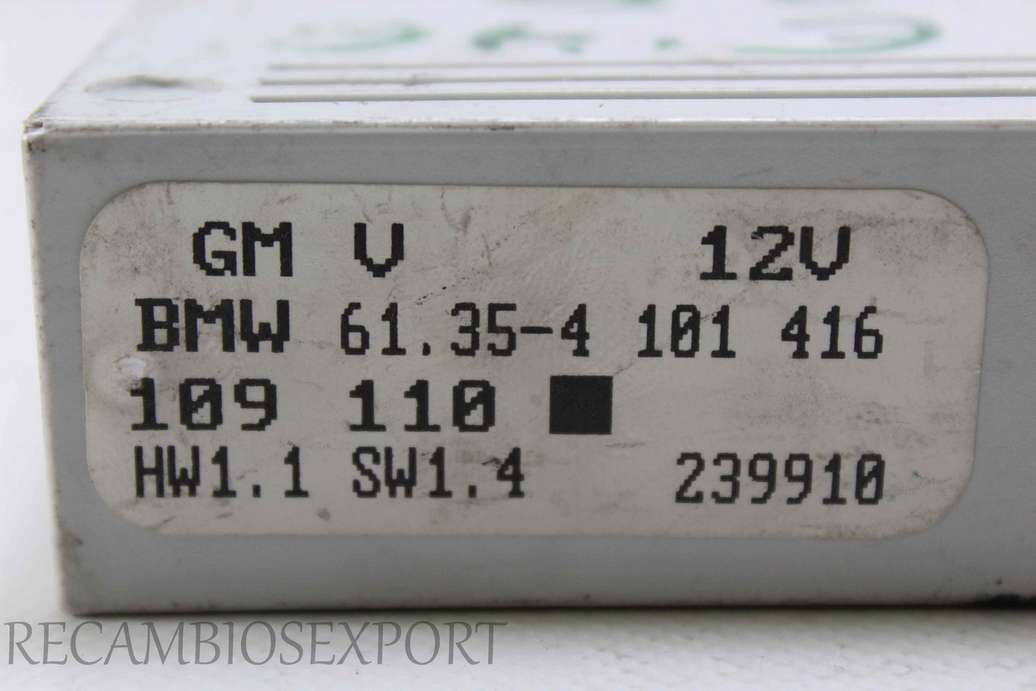 GM V 12V
BMW 61.35-4 101 416
109 110
HW1.1 SW1.4 239910
RECAMBIOSEXPORT